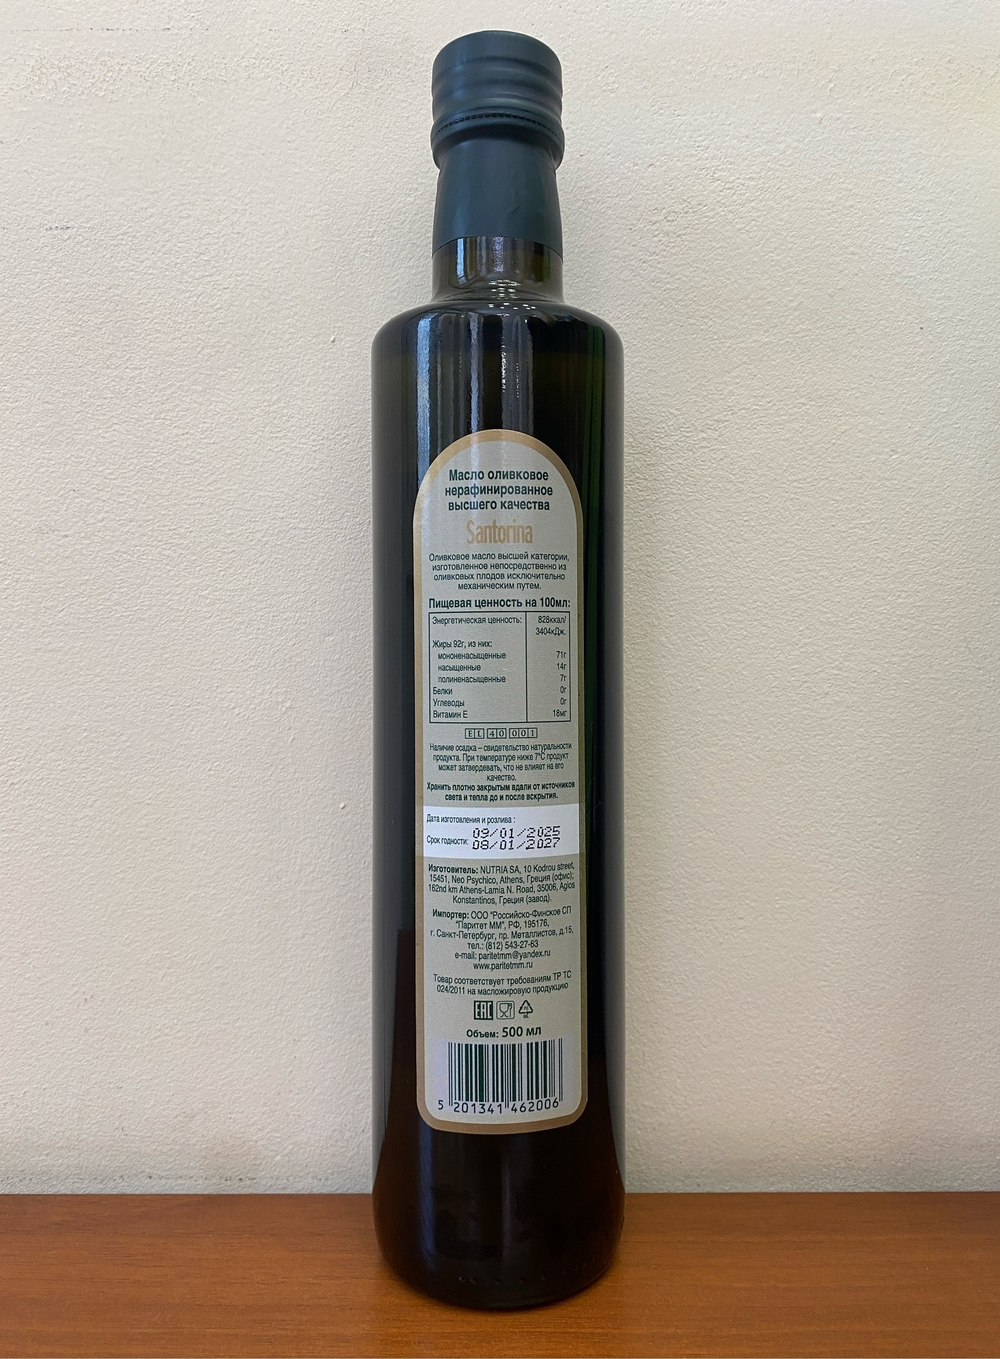 Масло оливковое
нерафинированное
высшего качества
Santorina
Оливковое масло высшей категории,
изготовленное непосредственно из
оливковых плодов исключительно
механическим путем.
Пищевая ценность на 100мл:
Энергетическая ценность: 828ккал/
3404кДж.
Жиры 92г, из них:
мононенасыщенные 71г
насыщенные 14г
полиненасыщенные 7г
Белки 0г
Углеводы 0г
Витамин Е 18мг
EL 40 001
Наличие осадка – свидетельство натуральности
продукта. При температуре ниже 7°С продукт
может затвердевать, что не влияет на его
качество.
Хранить плотно закрытым вдали от источников
света и тепла до и после вскрытия.
Дата изготовления и розлива :
09/01/2025
Срок годности: 08/01/2027
Изготовитель: NUTRIA SA, 10 Kodrou street,
15451, Neo Psychico, Athens, Греция (офис);
162nd km Athens-Lamia N. Road, 35006, Agios
Konstantinos, Греция (завод).
Импортер: ООО "Российско-Финское СП
"Паритет ММ", РФ, 195176,
г. Санкт-Петербург, пр. Металлистов, д.15,
тел.: (812) 543-27-63
e-mail: paritetmm@yandex.ru
www.paritetmm.ru
Товар соответствует требованиям ТР ТС
024/2011 на масложировую продукцию
EAC
Объем: 500 мл
5 201341 462006